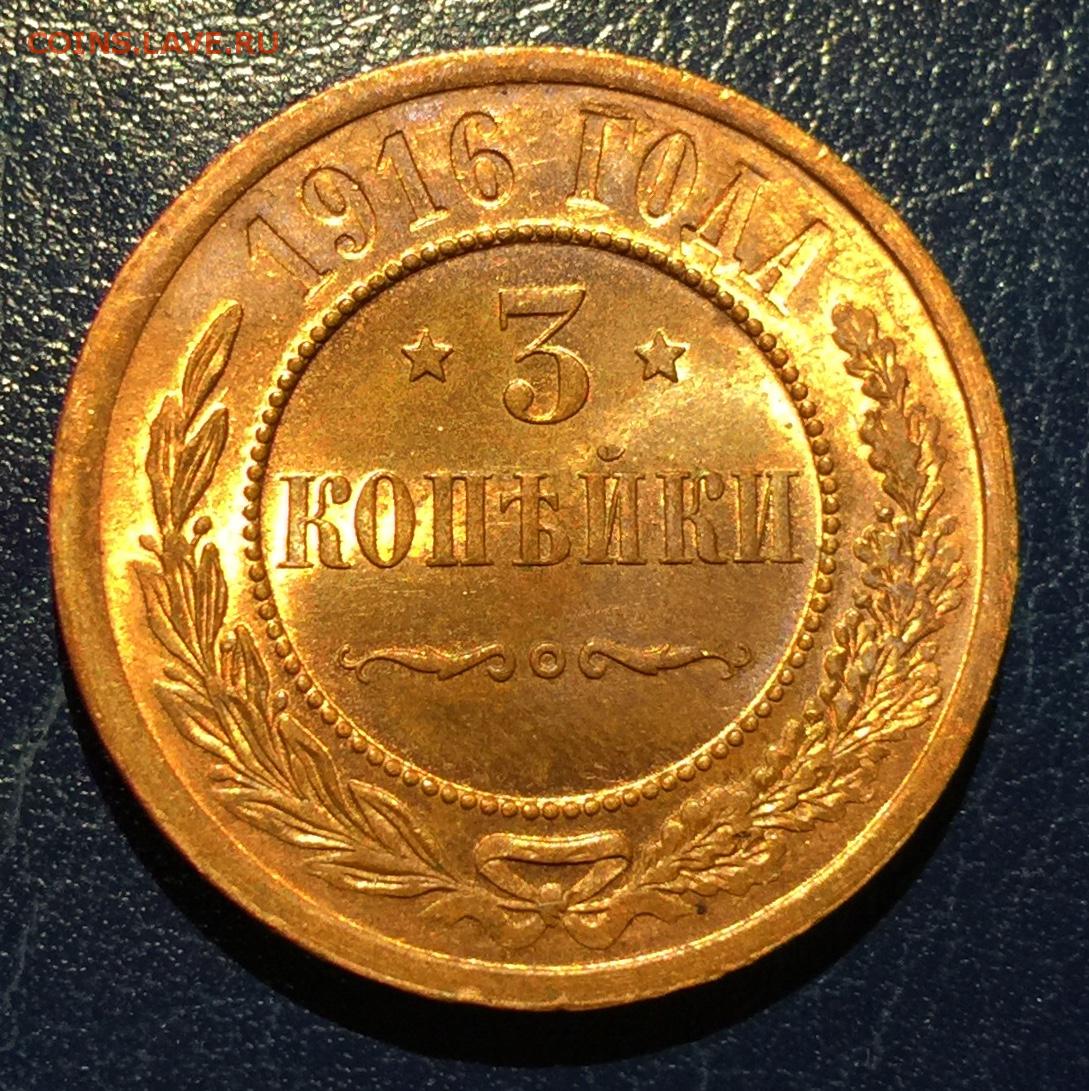 COINS.LAVE.RU
1916 ГОДА
3
КОПѢЙКИ